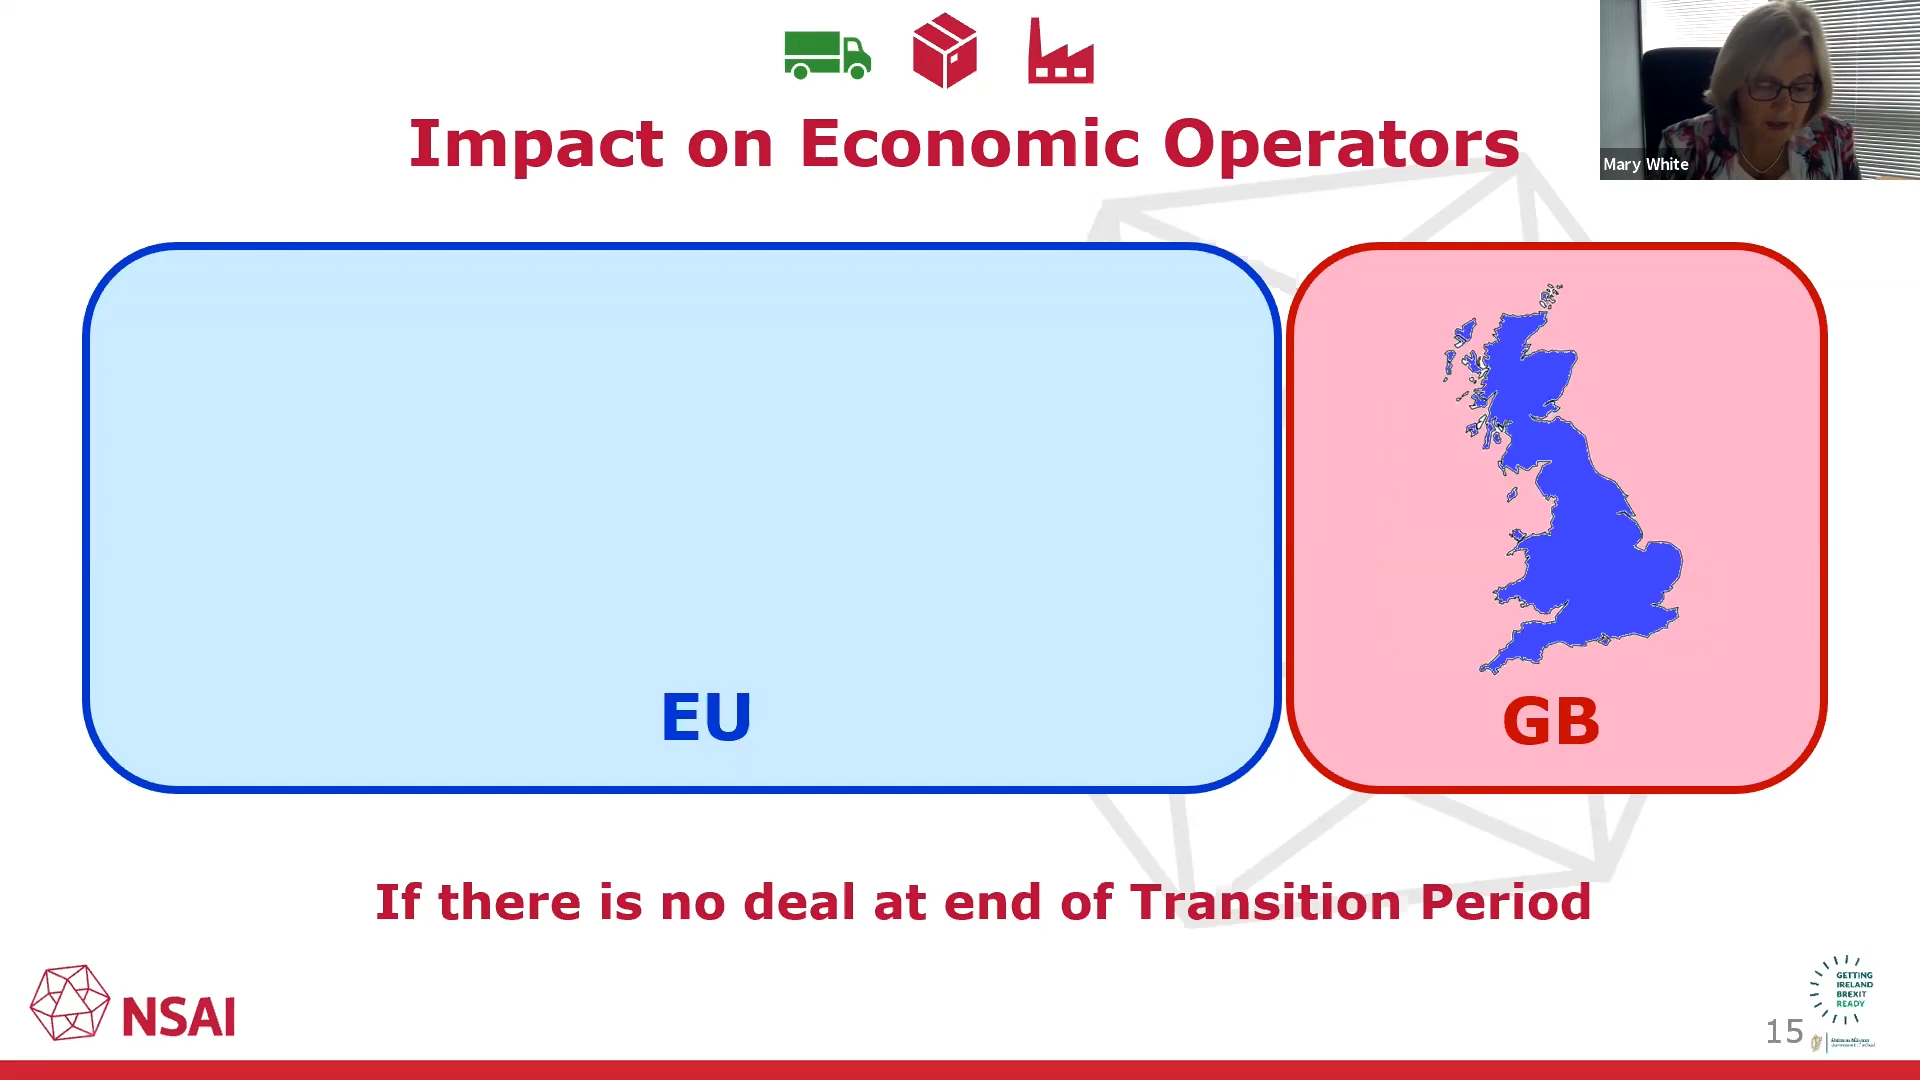 Mary White
Impact on Economic Operators
EU
GB
If there is no deal at end of Transition Period
NSAI
GETTING
IRELAND
BREXIT
READY
15